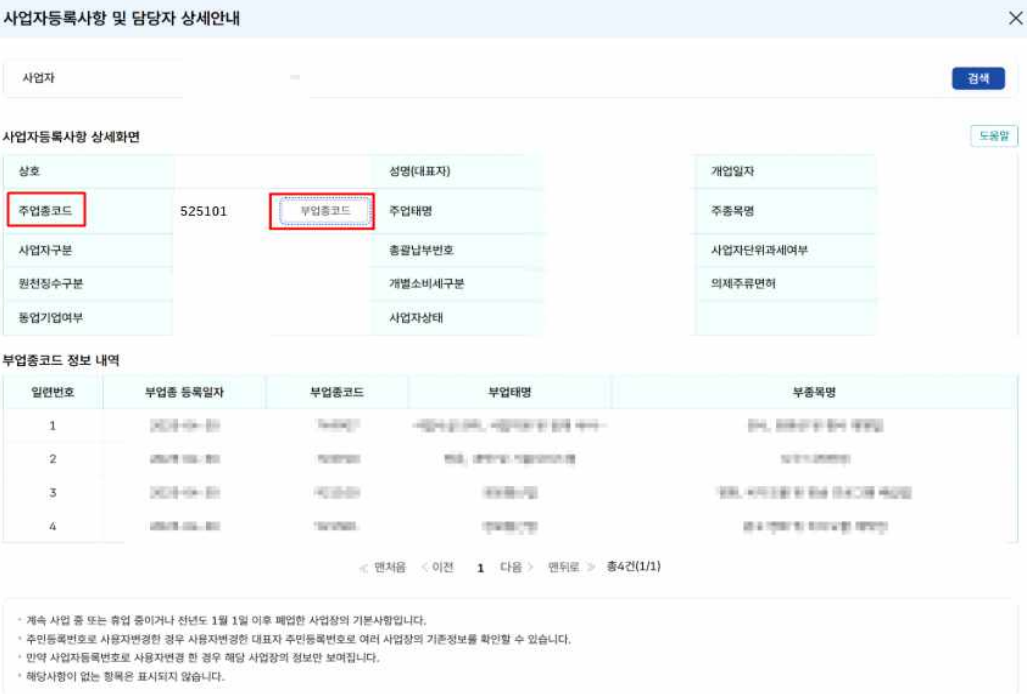 사업자등록사항 및 담당자 상세안내
사업자
검색
사업자등록사항 상세화면
도움말
상호 성명(대표자) 개업일자
주업종코드 525101 부업종코드 주업태명 주종목명
사업자구분 총괄납부번호 사업자단위과세여부
원천징수구분 개별소비세구분 의제주류면허
동업기업여부 사업자상태
부업종코드 정보 내역
일련번호 부업종 등록일자 부업종코드 부업태명 부종목명
1
2
3
4
≪ 맨처음 〈 이전 1 다음 〉 맨뒤로 ≫ 총4건(1/1)
* 계속 사업 중 또는 휴업 중이거나 전년도 1월 1일 이후 폐업한 사업장의 기본사항입니다.
* 주민등록번호로 사용자변경한 경우 사용자변경한 대표자 주민등록번호로 여러 사업장의 기존정보를 확인할 수 있습니다.
* 만약 사업자등록번호로 사용자변경 한 경우 해당 사업장의 정보만 보여집니다.
* 해당사항이 없는 항목은 표시되지 않습니다.